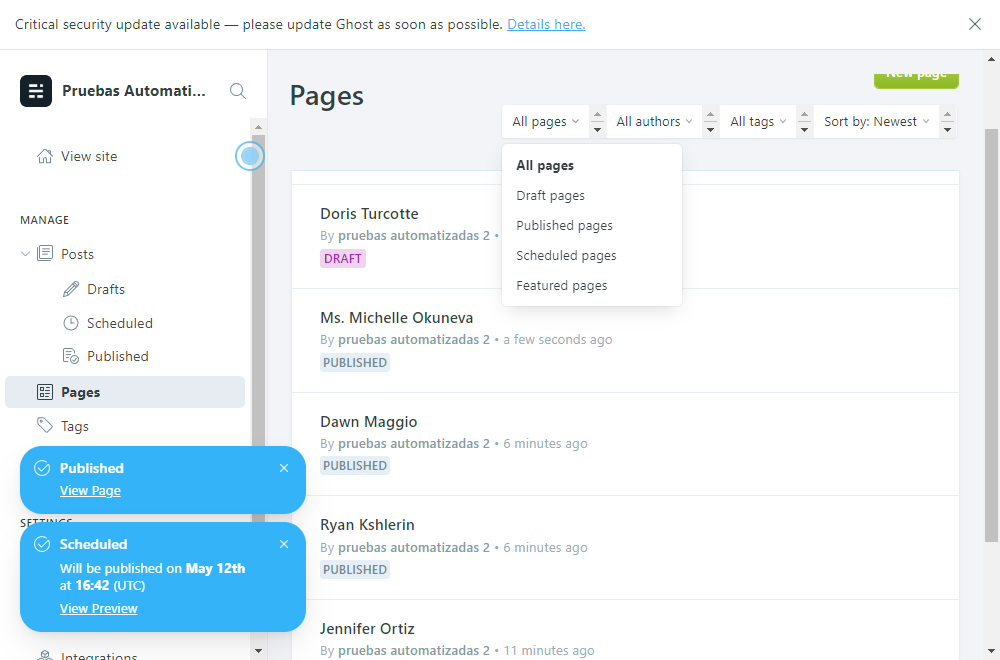 Critical security update available — please update Ghost as soon as possible. Details here.
Pruebas Automati...
View site
MANAGE
Posts
Drafts
Scheduled
Published
Pages
Tags
Published
View Page
SETTINGS
Scheduled
Will be published on May 12th
at 16:42 (UTC)
View Preview
Integrations
Pages
New page
All pages
All authors
All tags
Sort by: Newest
All pages
Draft pages
Published pages
Scheduled pages
Featured pages
Doris Turcotte
By pruebas automatizadas 2 •
DRAFT
Ms. Michelle Okuneva
By pruebas automatizadas 2 • a few seconds ago
PUBLISHED
Dawn Maggio
By pruebas automatizadas 2 • 6 minutes ago
PUBLISHED
Ryan Kshlerin
By pruebas automatizadas 2 • 6 minutes ago
PUBLISHED
Jennifer Ortiz
By pruebas automatizadas 2 • 11 minutes ago